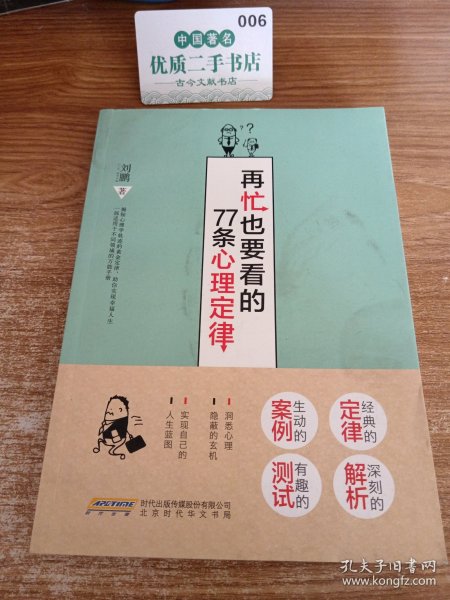 006
中国著名
优质二手书店
古今文献书店
? ?
再忙也要看的
77条心理定律
刘鹏 著
经典的
定律
生动的
案例
深刻的
解析
有趣的
测试
洞悉心理
隐蔽的玄机
实现自己的
人生蓝图
时代出版传媒股份有限公司
北京时代华文书局
孔夫子旧书网
www.kongfz.com